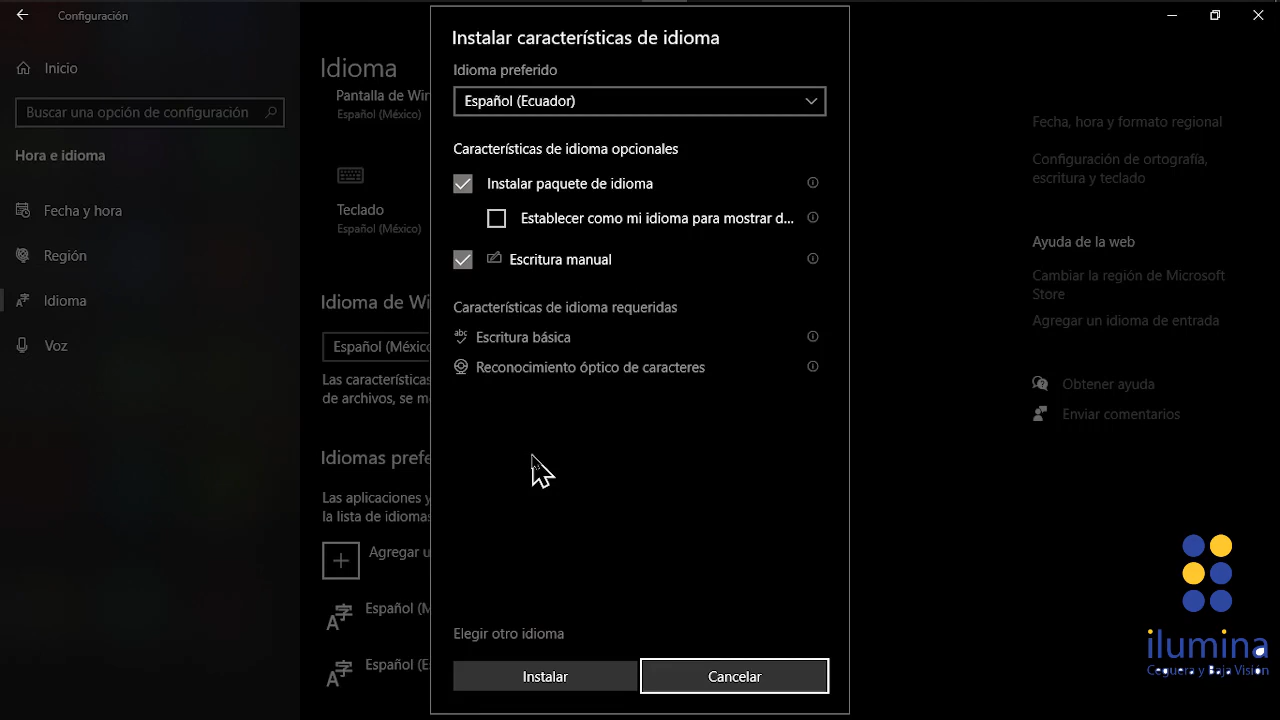 Configuración
Inicio
Buscar una opción de configuración
Hora e idioma
Fecha y hora
Región
Idioma
Voz
Idioma
Pantalla de Wir
Español (México)
Teclado
Español (México)
Idioma de Wi
Español (Méxic
Las características
de archivos, se m
Idiomas prefe
Las aplicaciones y
la lista de idiomas
Agregar u
Español (M
Español (E
Instalar características de idioma
Idioma preferido
Español (Ecuador)
Características de idioma opcionales
Instalar paquete de idioma
Establecer como mi idioma para mostrar d...
Escritura manual
Características de idioma requeridas
abc
Escritura básica
Reconocimiento óptico de caracteres
Elegir otro idioma
Instalar
Cancelar
Fecha, hora y formato regional
Configuración de ortografía,
escritura y teclado
Ayuda de la web
Cambiar la región de Microsoft
Store
Agregar un idioma de entrada
Obtener ayuda
Enviar comentarios
ilumina
Ceguera y Baja Visión